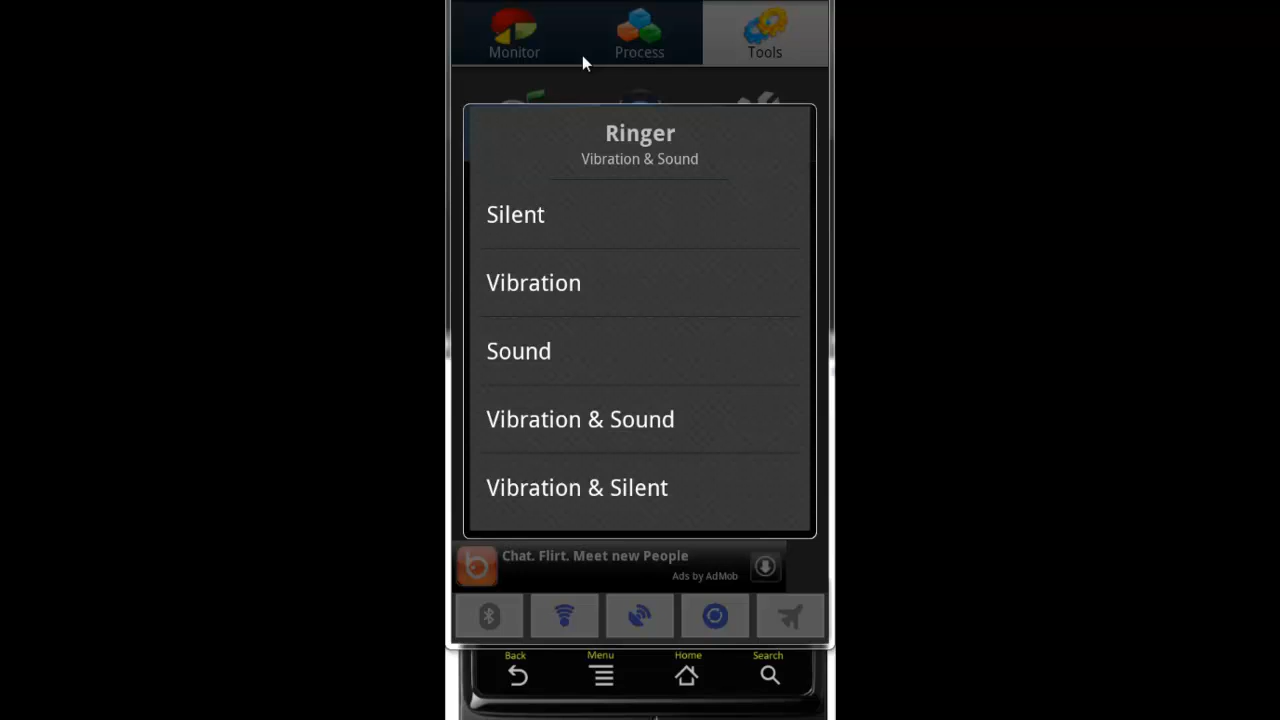 Monitor
Process
Tools
Ringer
Vibration & Sound
Silent
Vibration
Sound
Vibration & Sound
Vibration & Silent
Chat. Flirt. Meet new People
Ads by AdMob
Back
Menu
Home
Search